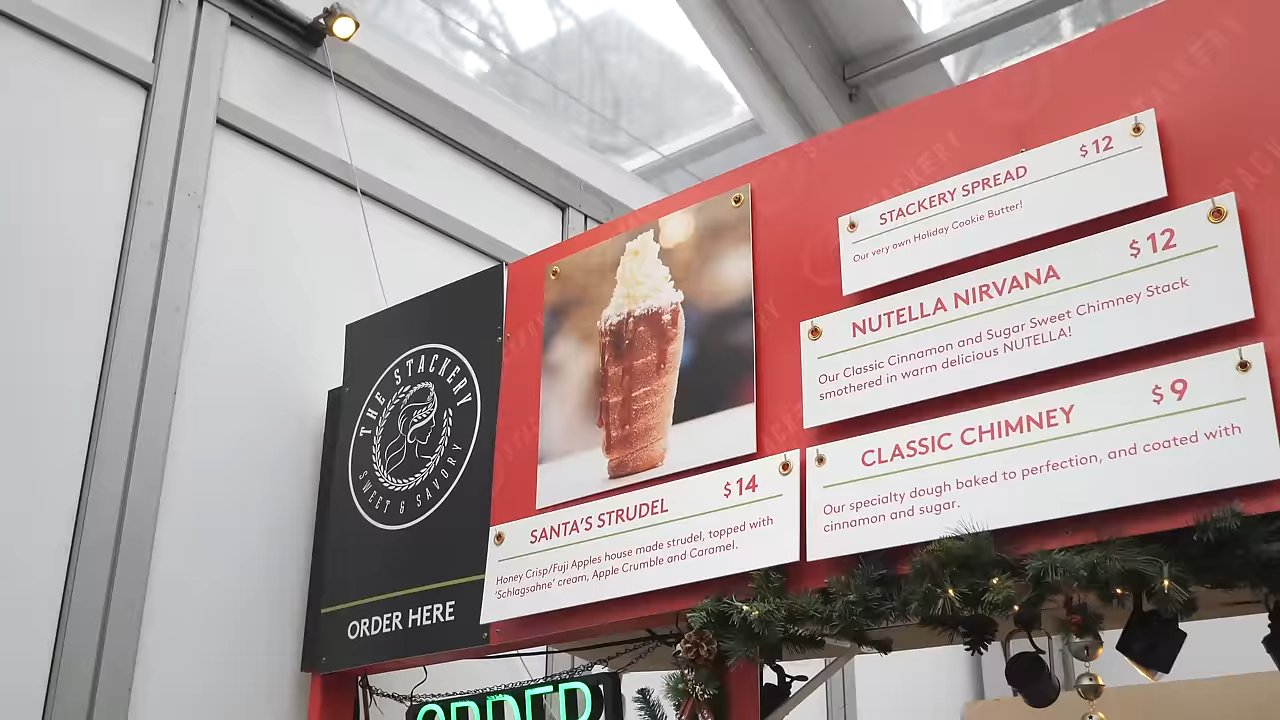 THE STACKERY
SWEET & SAVORY
ORDER HERE
SANTA'S STRUDEL $14
Honey Crisp/Fuji Apples house made strudel, topped with
'Schlagsahne' cream, Apple Crumble and Caramel.
STACKERY SPREAD $12
Our very own Holiday Cookie Butter!
NUTELLA NIRVANA $12
Our Classic Cinnamon and Sugar Sweet Chimney Stack
smothered in warm delicious NUTELLA!
CLASSIC CHIMNEY $9
Our specialty dough baked to perfection, and coated with
cinnamon and sugar.
ORDER